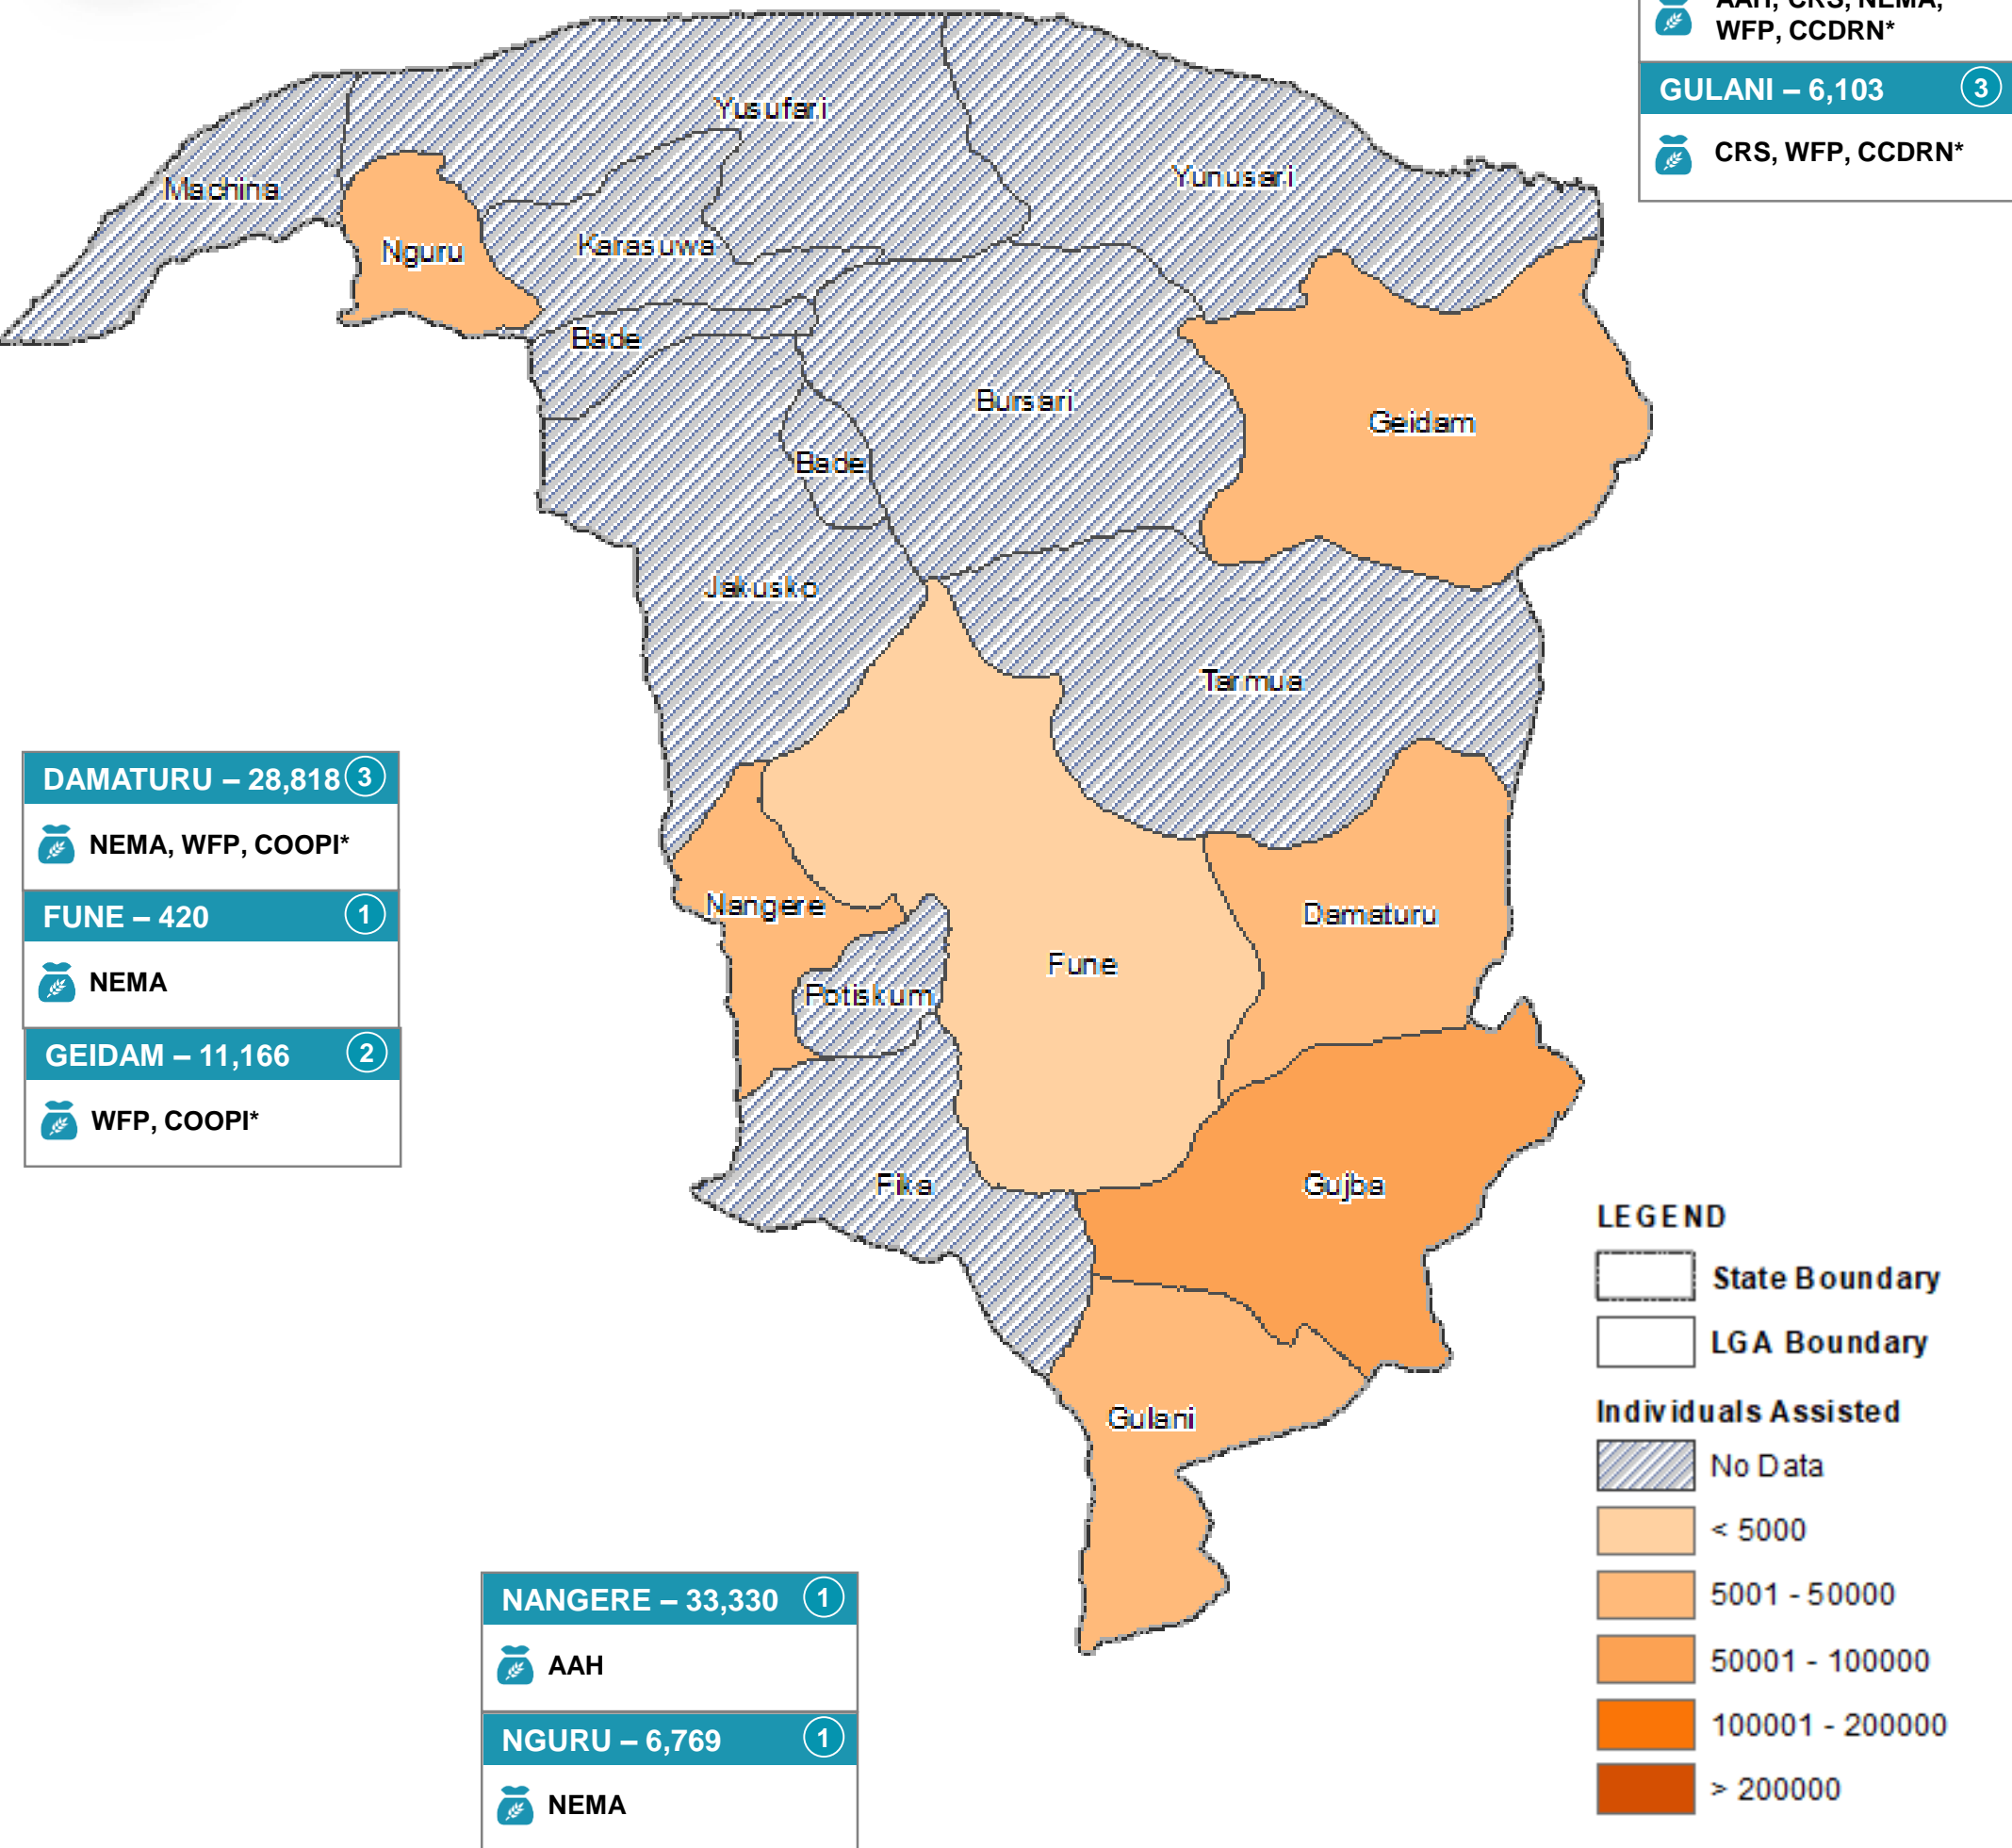 AAH, CRS, NEMA,
WFP, CCDRN*
GULANI – 6,103 3
CRS, WFP, CCDRN*
Yusufari
Machina
Yunusari
Nguru
Karasuwa
Bade
Bursari
Geidam
Bade
Jakusko
Tarmua
DAMATURU – 28,818 3
NEMA, WFP, COOPI*
FUNE – 420 1
NEMA
GEIDAM – 11,166 2
WFP, COOPI*
Nangere
Damaturu
Fune
Potiskum
Fika
Gujba
Gulani
LEGEND
State Boundary
LGA Boundary
Individuals Assisted
No Data
< 5000
5001 - 50000
50001 - 100000
100001 - 200000
> 200000
NANGERE – 33,330 1
AAH
NGURU – 6,769 1
NEMA